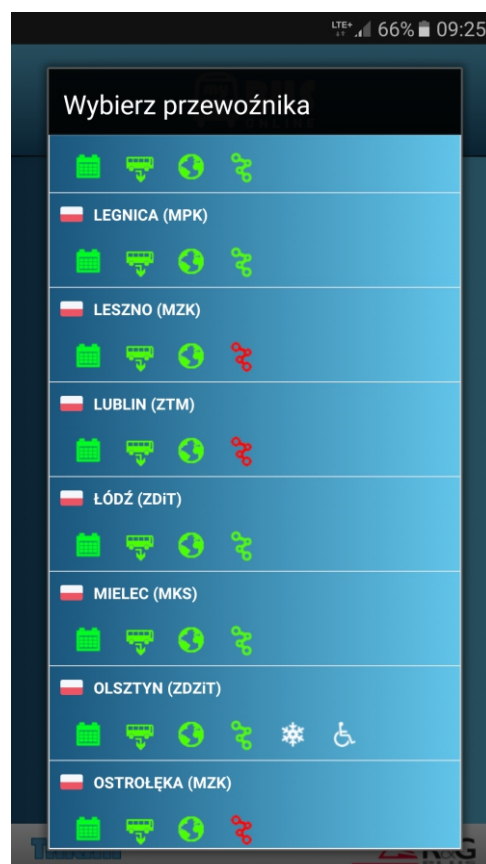 LTE+ 66% 09:25
Wybierz przewoźnika
LEGNICA (MPK)
LESZNO (MZK)
LUBLIN (ZTM)
ŁÓDŹ (ZDiT)
MIELEC (MKS)
OLSZTYN (ZDZiT)
OSTROŁĘKA (MZK)